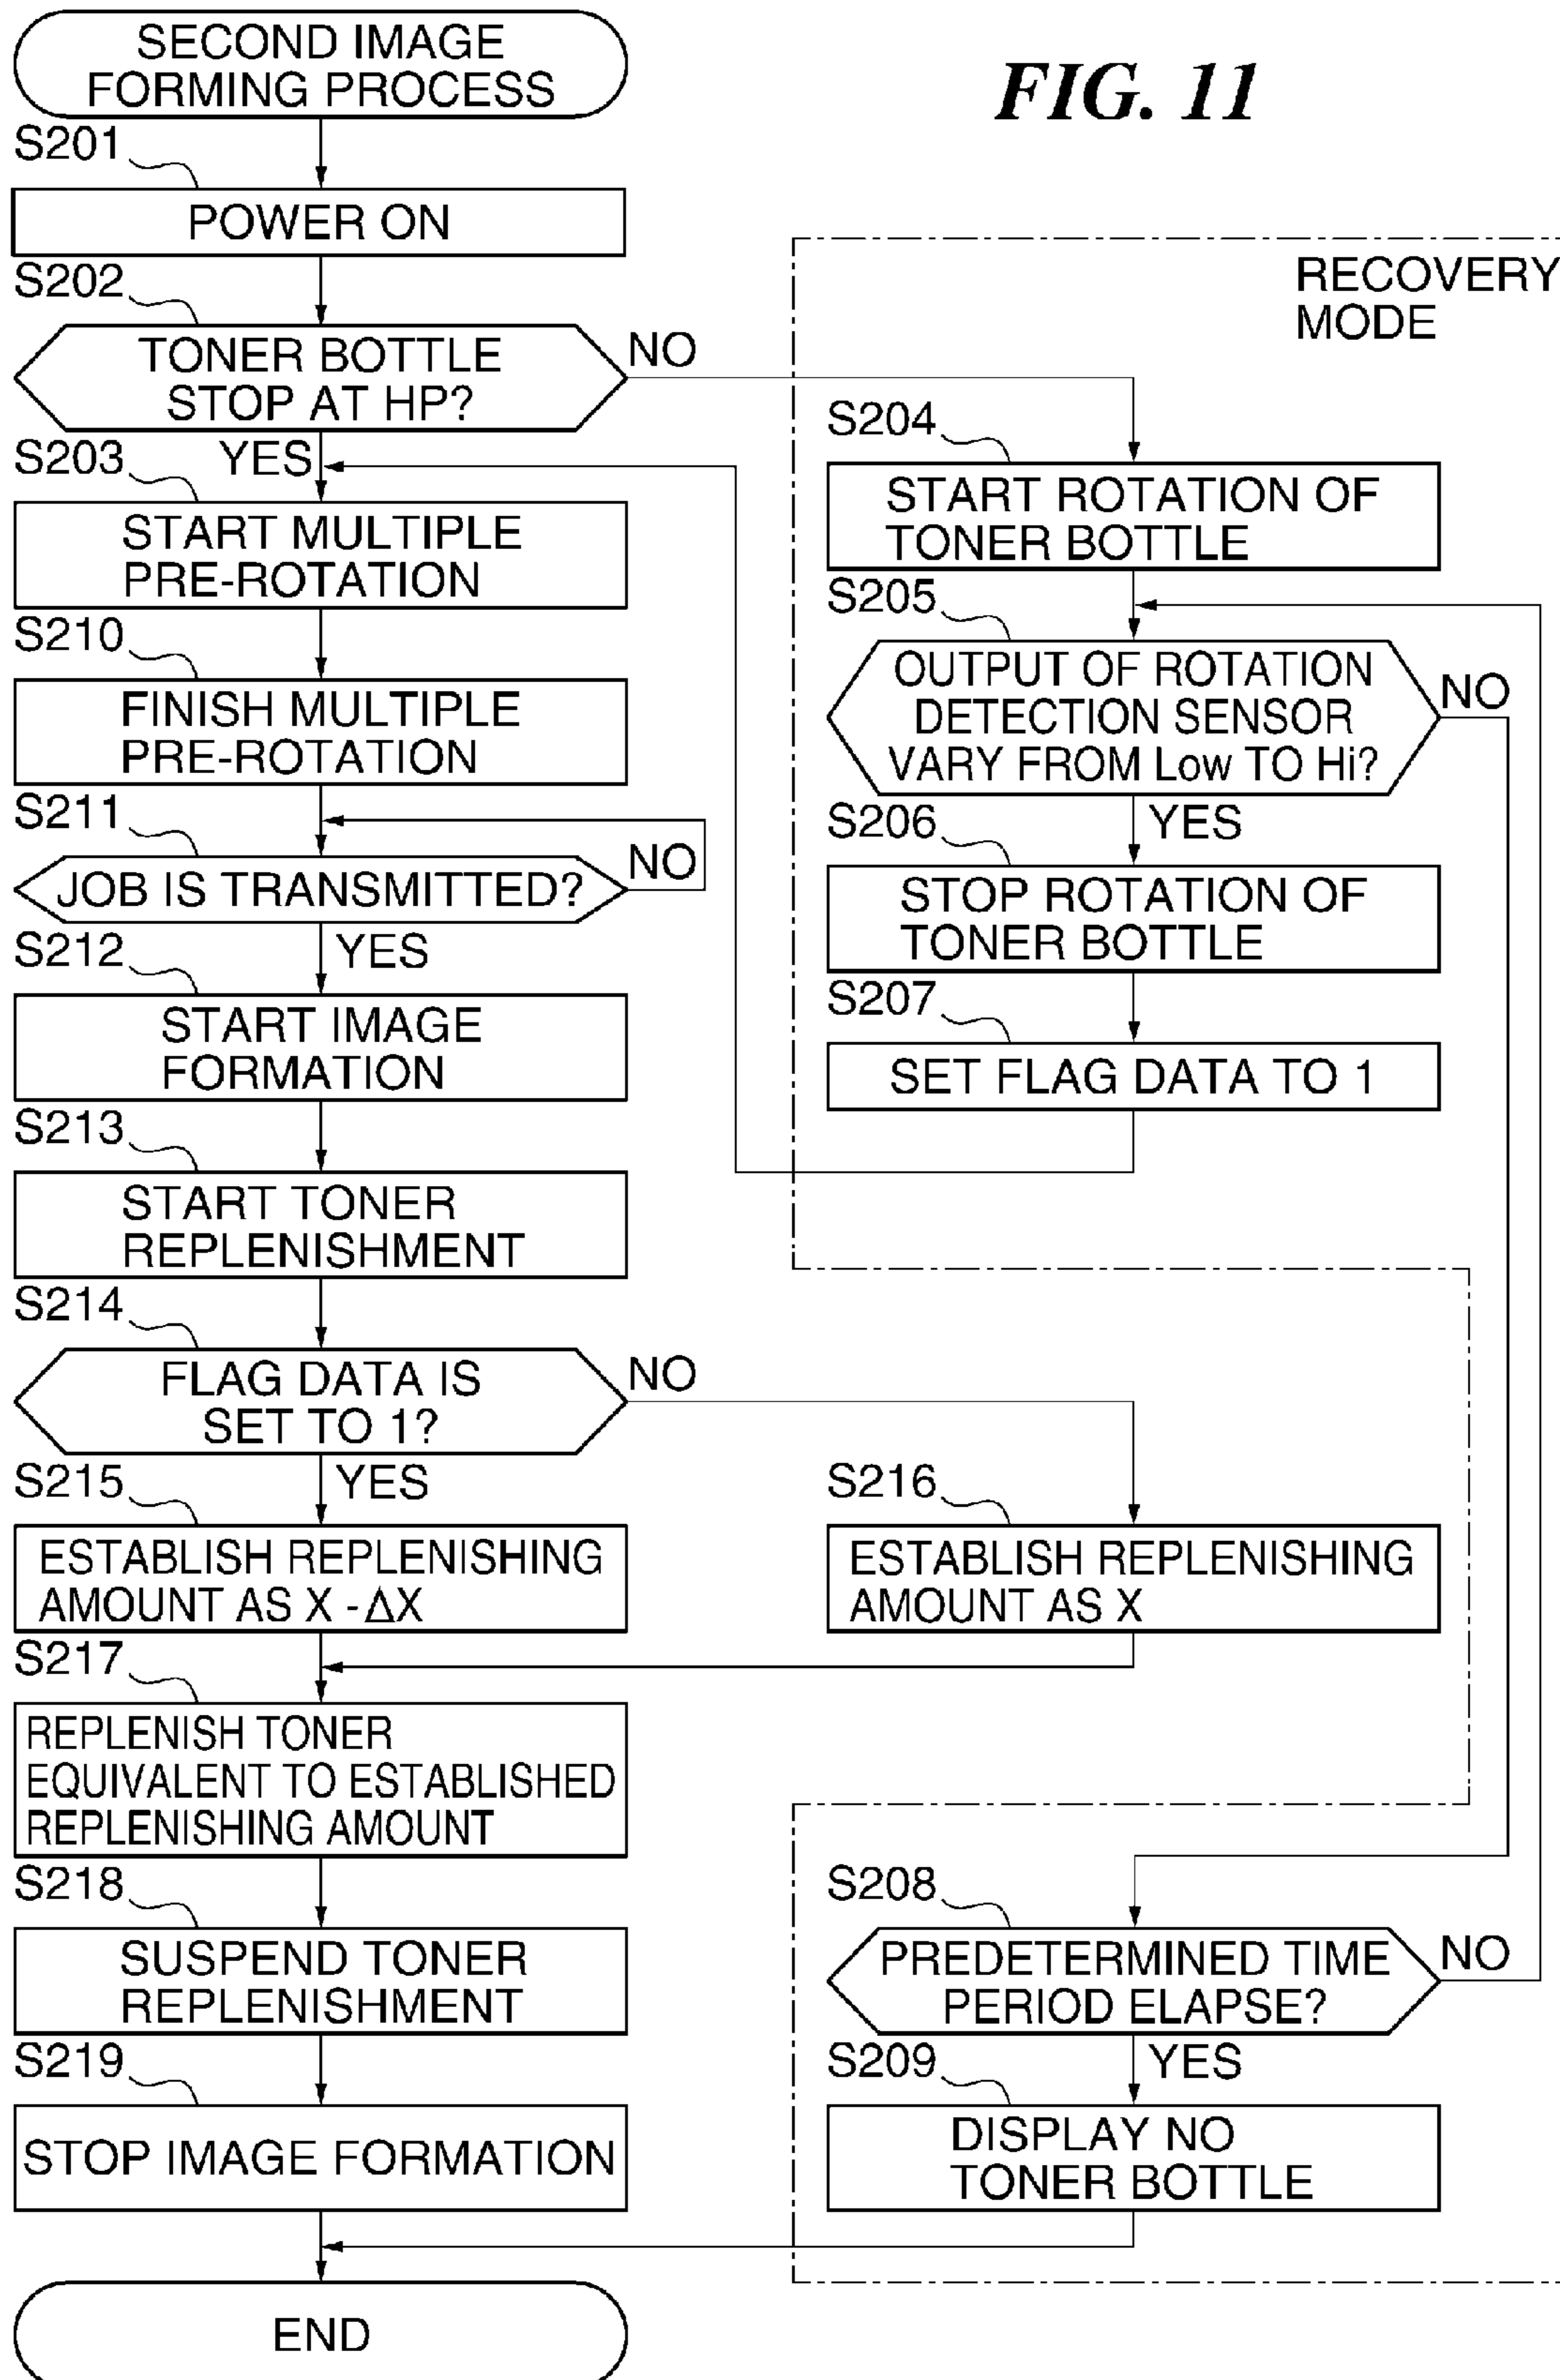 SECOND IMAGE
FORMING PROCESS
FIG. 11
S201
POWER ON
S202
TONER BOTTLE
STOP AT HP?
NO
YES
S203
START MULTIPLE
PRE-ROTATION
S210
FINISH MULTIPLE
PRE-ROTATION
S211
JOB IS TRANSMITTED?
NO
YES
S212
START IMAGE
FORMATION
S213
START TONER
REPLENISHMENT
S214
FLAG DATA IS
SET TO 1?
NO
YES
S215
ESTABLISH REPLENISHING
AMOUNT AS X -ΔX
S216
ESTABLISH REPLENISHING
AMOUNT AS X
S217
REPLENISH TONER
EQUIVALENT TO ESTABLISHED
REPLENISHING AMOUNT
S218
SUSPEND TONER
REPLENISHMENT
S219
STOP IMAGE FORMATION
END
RECOVERY
MODE
S204
START ROTATION OF
TONER BOTTLE
S205
OUTPUT OF ROTATION
DETECTION SENSOR
VARY FROM Low TO Hi?
NO
YES
S206
STOP ROTATION OF
TONER BOTTLE
S207
SET FLAG DATA TO 1
S208
PREDETERMINED TIME
PERIOD ELAPSE?
NO
YES
S209
DISPLAY NO
TONER BOTTLE